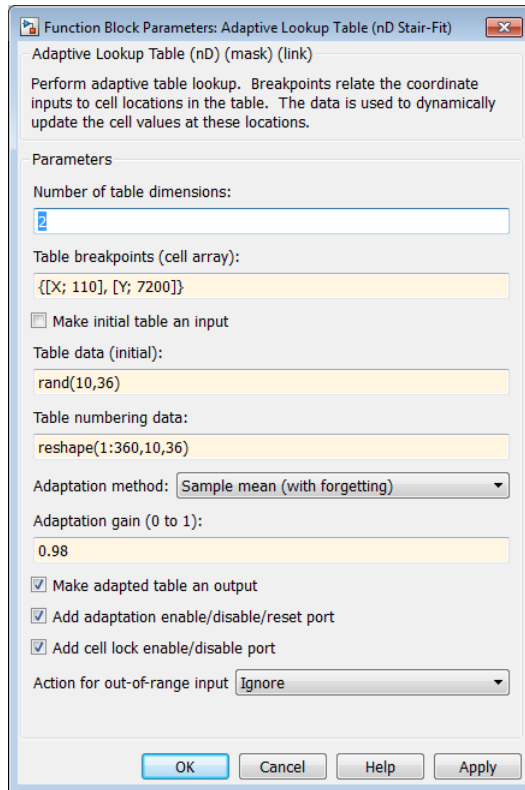 Function Block Parameters: Adaptive Lookup Table (nD Stair-Fit)
Adaptive Lookup Table (nD) (mask) (link)
Perform adaptive table lookup. Breakpoints relate the coordinate
inputs to cell locations in the table. The data is used to dynamically
update the cell values at these locations.
Parameters
Number of table dimensions:
2
Table breakpoints (cell array):
{[X; 110], [Y; 7200]}
Make initial table an input
Table data (initial):
rand(10,36)
Table numbering data:
reshape(1:360,10,36)
Adaptation method: Sample mean (with forgetting)
Adaptation gain (0 to 1):
0.98
Make adapted table an output
Add adaptation enable/disable/reset port
Add cell lock enable/disable port
Action for out-of-range input Ignore
OK Cancel Help Apply